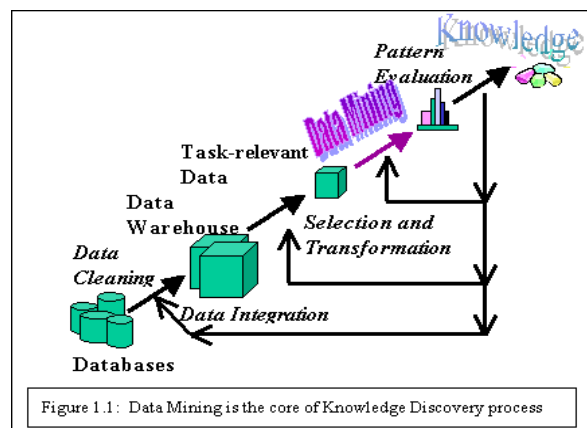 Knowledge
Pattern
Evaluation
Data Mining
Task-relevant
Data
Data
Warehouse
Selection and
Transformation
Data
Cleaning
Data Integration
Databases
Figure 1.1: Data Mining is the core of Knowledge Discovery process